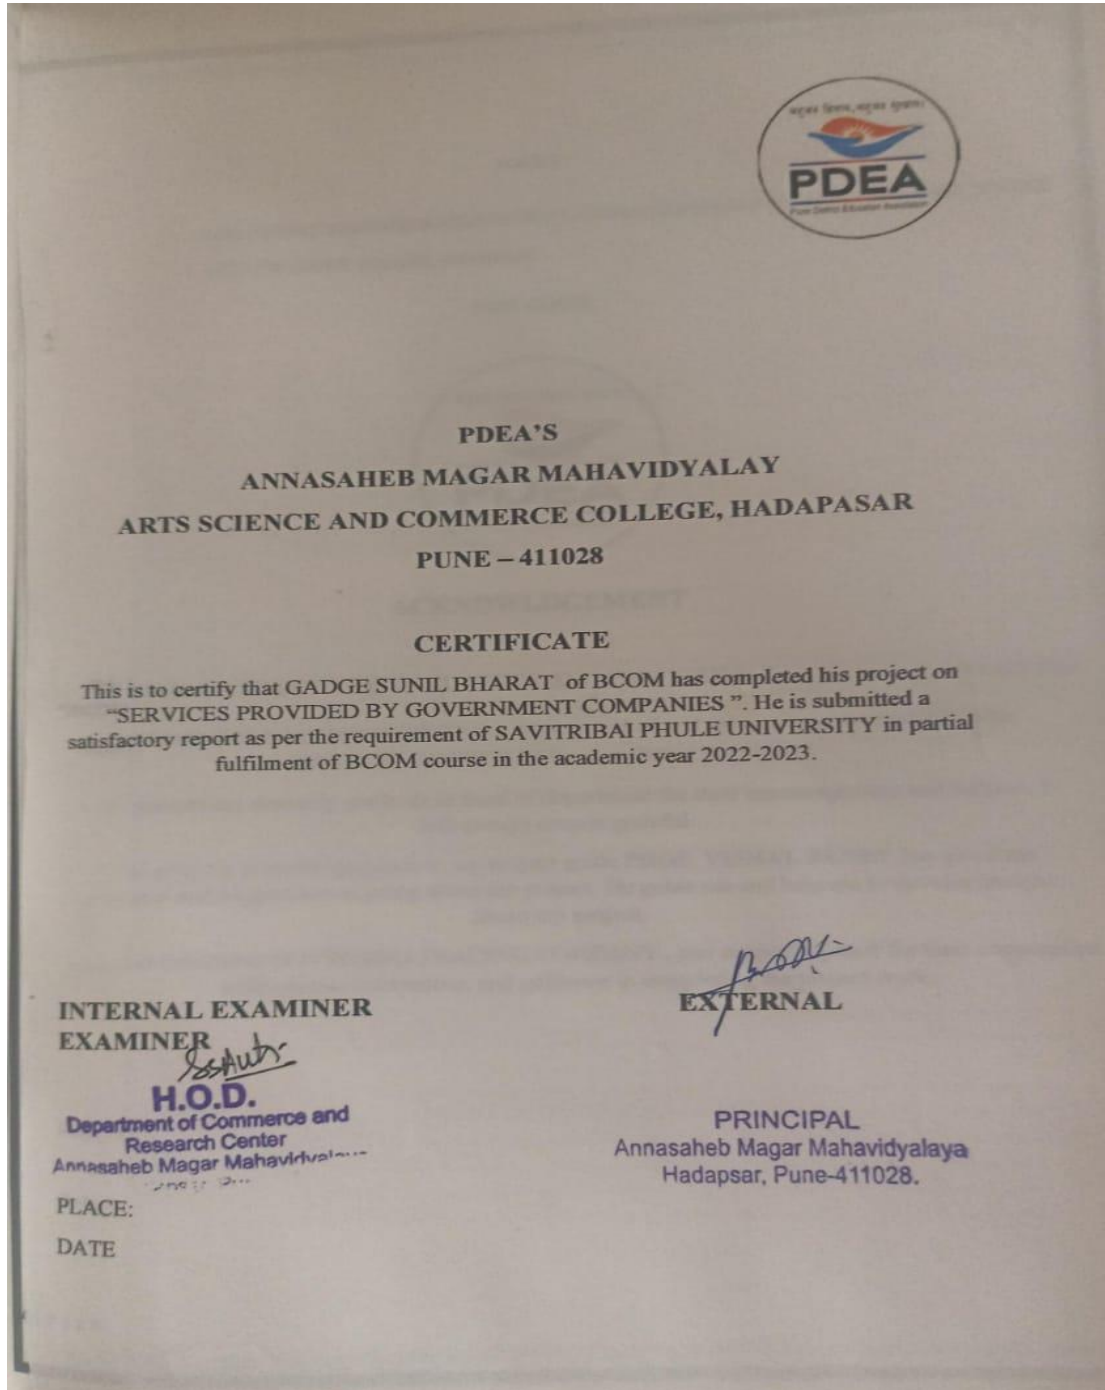 PDEA
PDEA'S
ANNASAHEB MAGAR MAHAVIDYALAY
ARTS SCIENCE AND COMMERCE COLLEGE, HADAPASAR
PUNE – 411028
CERTIFICATE
This is to certify that GADGE SUNIL BHARAT of BCOM has completed his project on
“SERVICES PROVIDED BY GOVERNMENT COMPANIES ”. He is submitted a
satisfactory report as per the requirement of SAVITRIBAI PHULE UNIVERSITY in partial
fulfilment of BCOM course in the academic year 2022-2023.
INTERNAL EXAMINER
EXAMINER
H.O.D.
Department of Commerce and
Research Center
Annasaheb Magar
PLACE:
DATE
EXTERNAL
PRINCIPAL
Annasaheb Magar Mahavidyalaya
Hadapsar, Pune-411028.